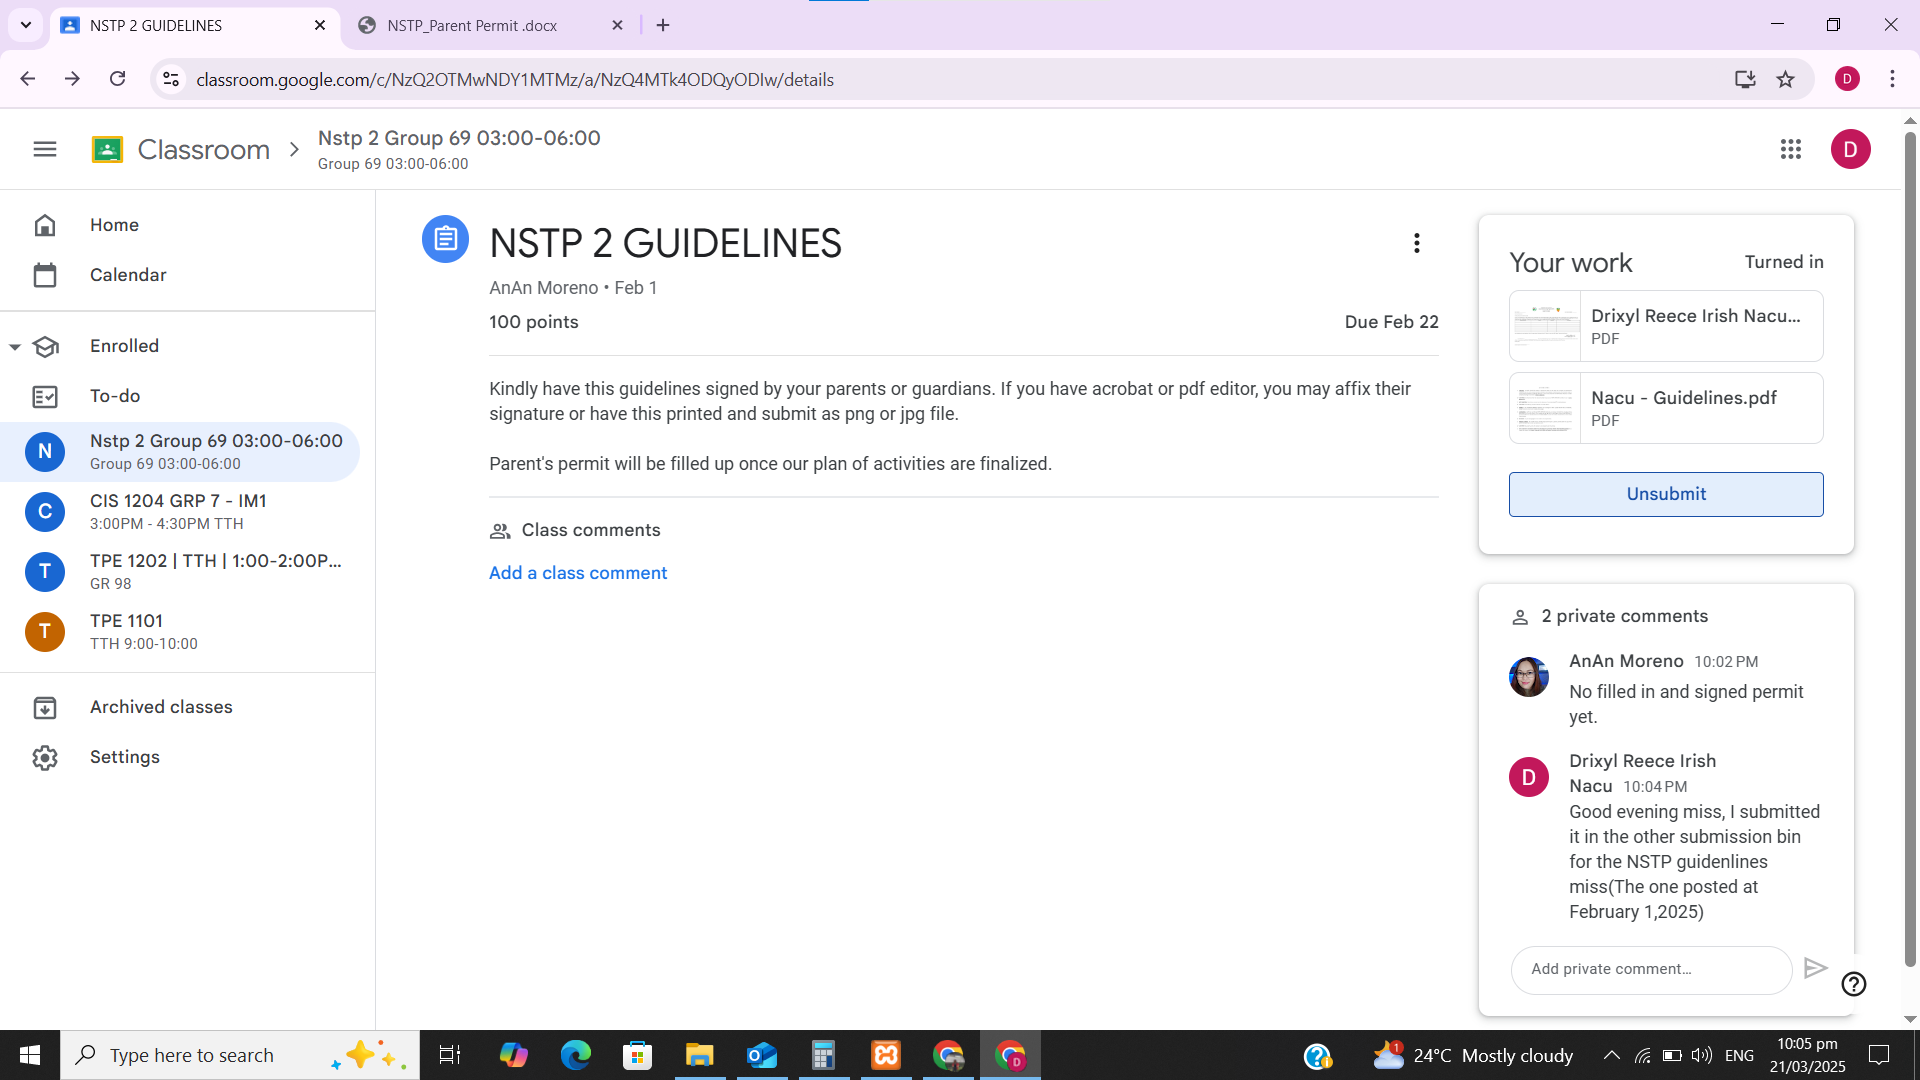 NSTP 2 GUIDELINES
NSTP_Parent Permit .docx
classroom.google.com/c/NzQ2OTMwNDY1MTMz/a/NzQ4MTk4ODQyODIw/details
D
Classroom
Nstp 2 Group 69 03:00-06:00
Group 69 03:00-06:00
D
Home
Calendar
Enrolled
To-do
N
Nstp 2 Group 69 03:00-06:00
Group 69 03:00-06:00
C
CIS 1204 GRP 7 - IM1
3:00PM - 4:30PM TTH
T
TPE 1202 | TTH | 1:00-2:00P...
GR 98
T
TPE 1101
TTH 9:00-10:00
Archived classes
Settings
NSTP 2 GUIDELINES
AnAn Moreno • Feb 1
100 points
Due Feb 22
Kindly have this guidelines signed by your parents or guardians. If you have acrobat or pdf editor, you may affix their
signature or have this printed and submit as png or jpg file.
Parent's permit will be filled up once our plan of activities are finalized.
Class comments
Add a class comment
Your work
Turned in
Drixyl Reece Irish Nacu...
PDF
Nacu - Guidelines.pdf
PDF
Unsubmit
2 private comments
AnAn Moreno 10:02 PM
No filled in and signed permit
yet.
D
Drixyl Reece Irish
Nacu 10:04 PM
Good evening miss, I submitted
it in the other submission bin
for the NSTP guidenlines
miss(The one posted at
February 1,2025)
Add private comment...
Type here to search
1
24°C Mostly cloudy
ENG
10:05 pm
21/03/2025